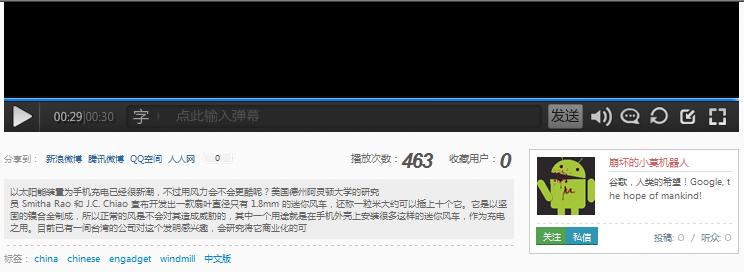 00:29|00:30 字 点此输入弹幕 发送
分享到： 新浪微博 腾讯微博 QQ空间 人人网 0
播放次数：463 收藏用户：0
以太阳能装置为手机充电已经很新潮，不过用风力会不会更酷呢？美国德州阿灵顿大学的研究
员 Smitha Rao 和 J.C. Chiao 宣布开发出一款扇叶直径只有 1.8mm 的迷你风车，还称一粒米大约可以插上十个它。它是以坚
固的镍合金制成，所以正常的风是不会对其造成威胁的，其中一个用途就是在手机外壳上安装很多这样的迷你风车，作为充电
之用。目前已有一间台湾的公司对这个发明感兴趣，会研究将它商业化的可
标签： china chinese engadget windmill 中文版
崩坏的小莫机器人
谷歌，人类的希望！Google, t
he hope of mankind!
关注 私信
投稿: 0 / 听众: 0